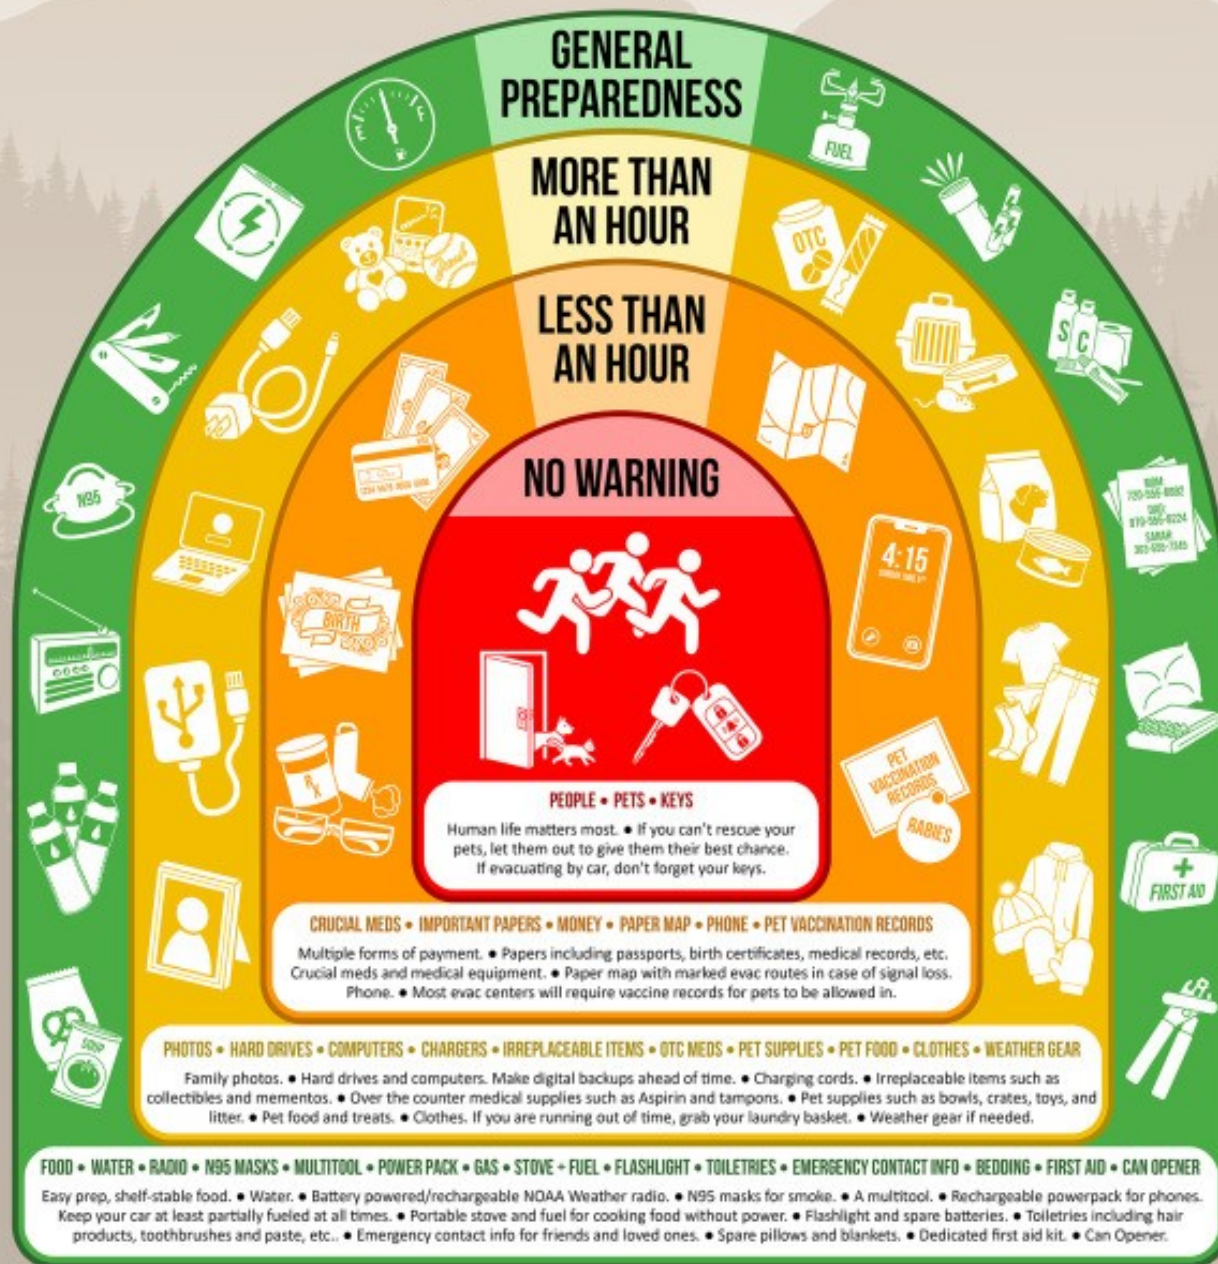 GENERAL
PREPAREDNESS
FUEL
MORE THAN
AN HOUR
OTC
LESS THAN
AN HOUR
S C
NO WARNING
N95
MOM:
DAD:
SARAH:
4:15
BIRTH
RX
PET
VACCINATION
RECORDS
RABIES
FIRST AID
SOUP
PEOPLE • PETS • KEYS
Human life matters most. • If you can't rescue your
pets, let them out to give them their best chance.
If evacuating by car, don't forget your keys.
CRUCIAL MEDS • IMPORTANT PAPERS • MONEY • PAPER MAP • PHONE • PET VACCINATION RECORDS
Multiple forms of payment. • Papers including passports, birth certificates, medical records, etc.
Crucial meds and medical equipment. • Paper map with marked evac routes in case of signal loss.
Phone. • Most evac centers will require vaccine records for pets to be allowed in.
PHOTOS • HARD DRIVES • COMPUTERS • CHARGERS • IRREPLACEABLE ITEMS • OTC MEDS • PET SUPPLIES • PET FOOD • CLOTHES • WEATHER GEAR
Family photos. • Hard drives and computers. Make digital backups ahead of time. • Charging cords. • Irreplaceable items such as
collectibles and mementos. • Over the counter medical supplies such as Aspirin and tampons. • Pet supplies such as bowls, crates, toys, and
litter. • Pet food and treats. • Clothes. If you are running out of time, grab your laundry basket. • Weather gear if needed.
FOOD • WATER • RADIO • N95 MASKS • MULTITOOL • POWER PACK • GAS • STOVE + FUEL • FLASHLIGHT • TOILETRIES • EMERGENCY CONTACT INFO • BEDDING • FIRST AID • CAN OPENER
Easy prep, shelf-stable food. • Water. • Battery powered/rechargeable NOAA Weather radio. • N95 masks for smoke. • A multitool. • Rechargeable powerpack for phones.
Keep your car at least partially fueled at all times. • Portable stove and fuel for cooking food without power. • Flashlight and spare batteries. • Toiletries including hair
products, toothbrushes and paste, etc.. • Emergency contact info for friends and loved ones. • Spare pillows and blankets. • Dedicated first aid kit. • Can Opener.